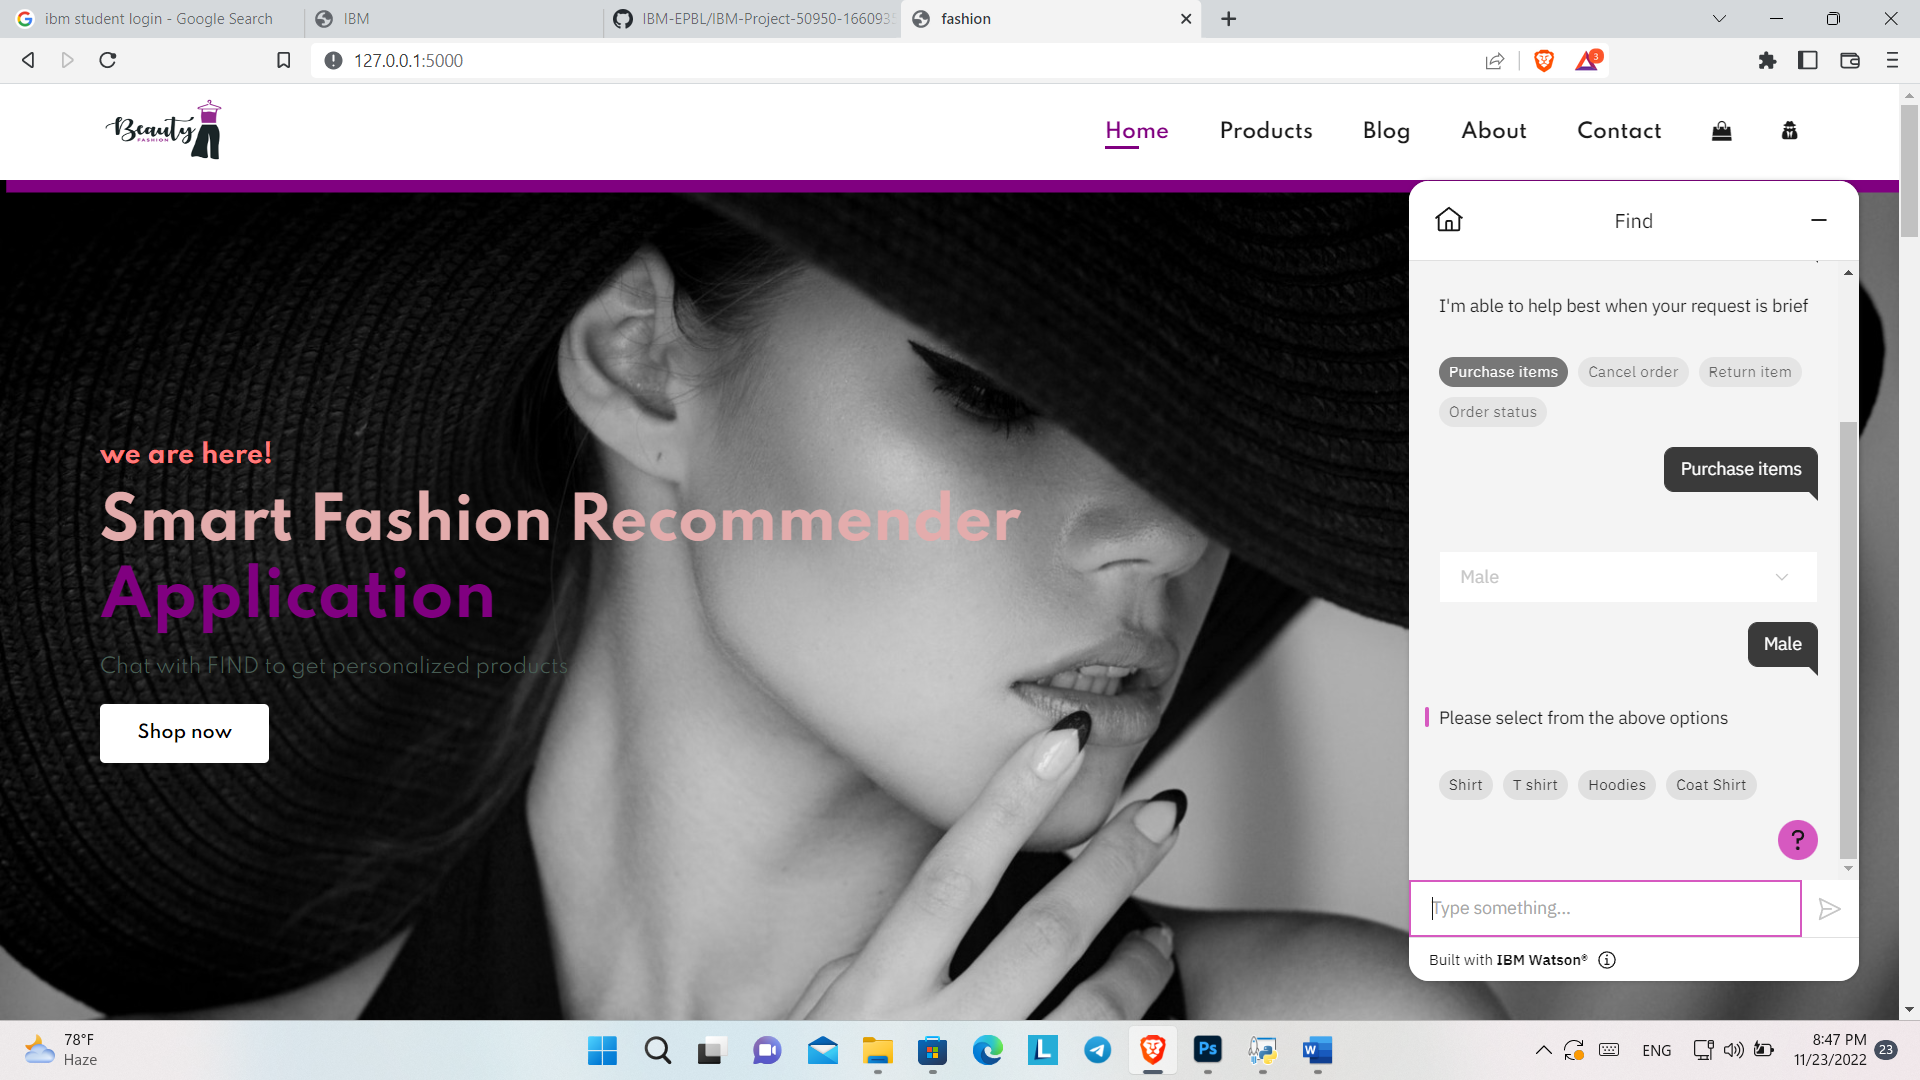 ibm student login - Google Search
IBM
IBM-EPBL/IBM-Project-50950-166093
fashion
127.0.0.1:5000
3
Beauty
FASHION
Home
Products
Blog
About
Contact
we are here!
Smart Fashion Recommender
Application
Chat with FIND to get personalized products
Shop now
Find
I'm able to help best when your request is brief
Purchase items
Cancel order
Return item
Order status
Purchase items
Male
Male
Please select from the above options
Shirt
T shirt
Hoodies
Coat Shirt
?
Type something...
Built with IBM Watson®
78°F
Haze
L
Ps
W
ENG
8:47 PM
11/23/2022
23